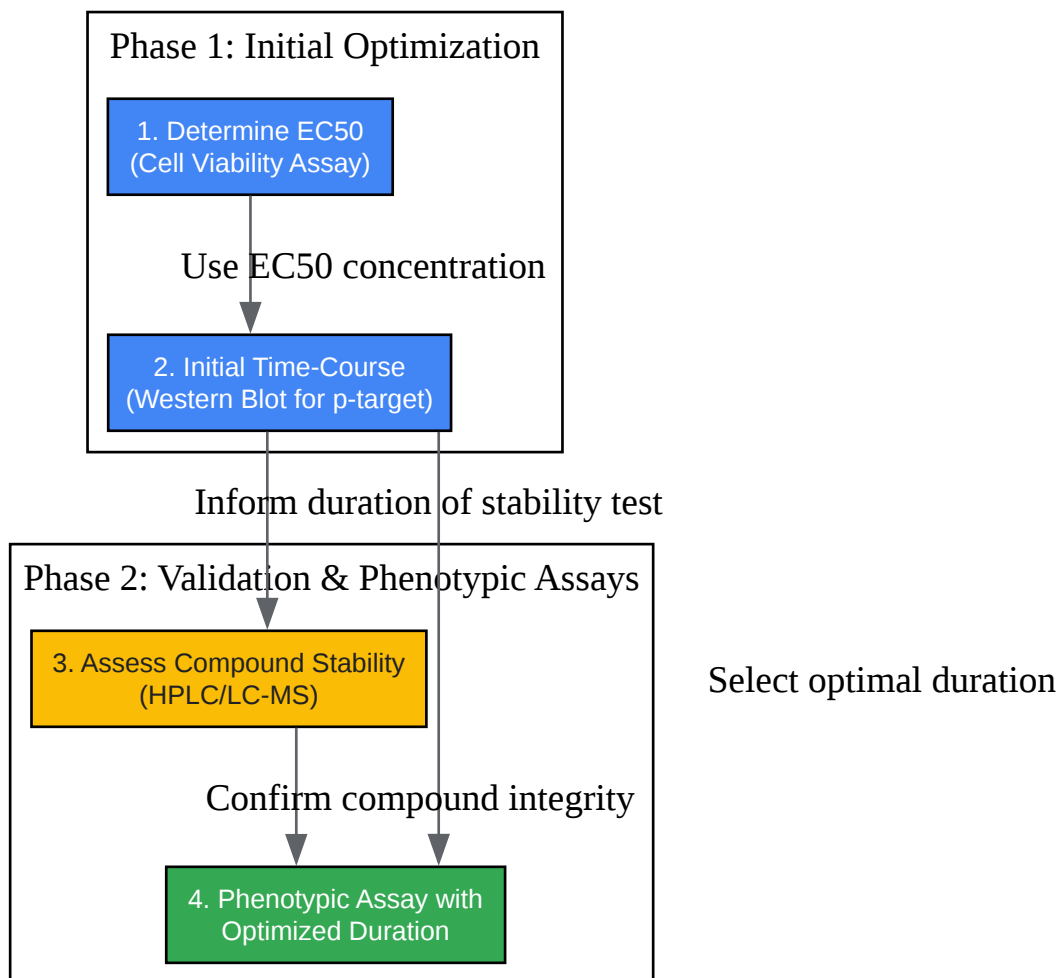 Phase 1: Initial Optimization
1. Determine EC50
(Cell Viability Assay)
Use EC50 concentration
2. Initial Time-Course
(Western Blot for p-target)
Inform duration of stability test
Phase 2: Validation & Phenotypic Assays
3. Assess Compound Stability
(HPLC/LC-MS)
Select optimal duration
Confirm compound integrity
4. Phenotypic Assay with
Optimized Duration